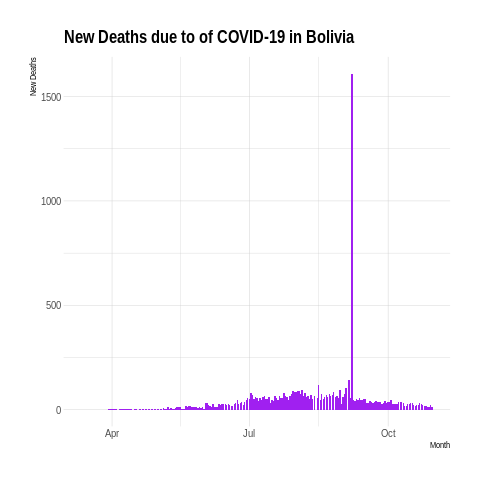 New Deaths due to of COVID-19 in Bolivia
New Deaths
1500
1000
500
0
Apr
Jul
Oct
Month